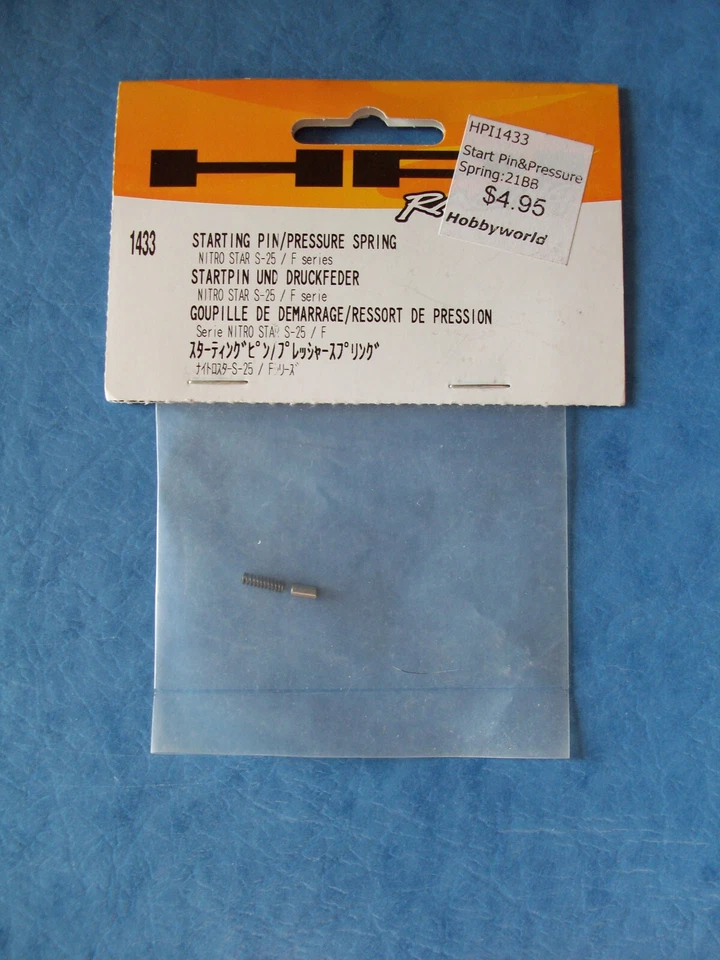 HPI1433
Start Pin&Pressure
Spring:21BB
$4.95
Hobbyworld
1433
STARTING PIN/PRESSURE SPRING
NITRO STAR S-25 / F series
STARTPIN UND DRUCKFEDER
NITRO STAR S-25 / F serie
GOUPILLE DE DEMARRAGE/RESSORT DE PRESSION
Serie NITRO STAR S-25 / F
スターティングピン/プレッシャースプリング
ナイトロスターS-25 / Fシリーズ